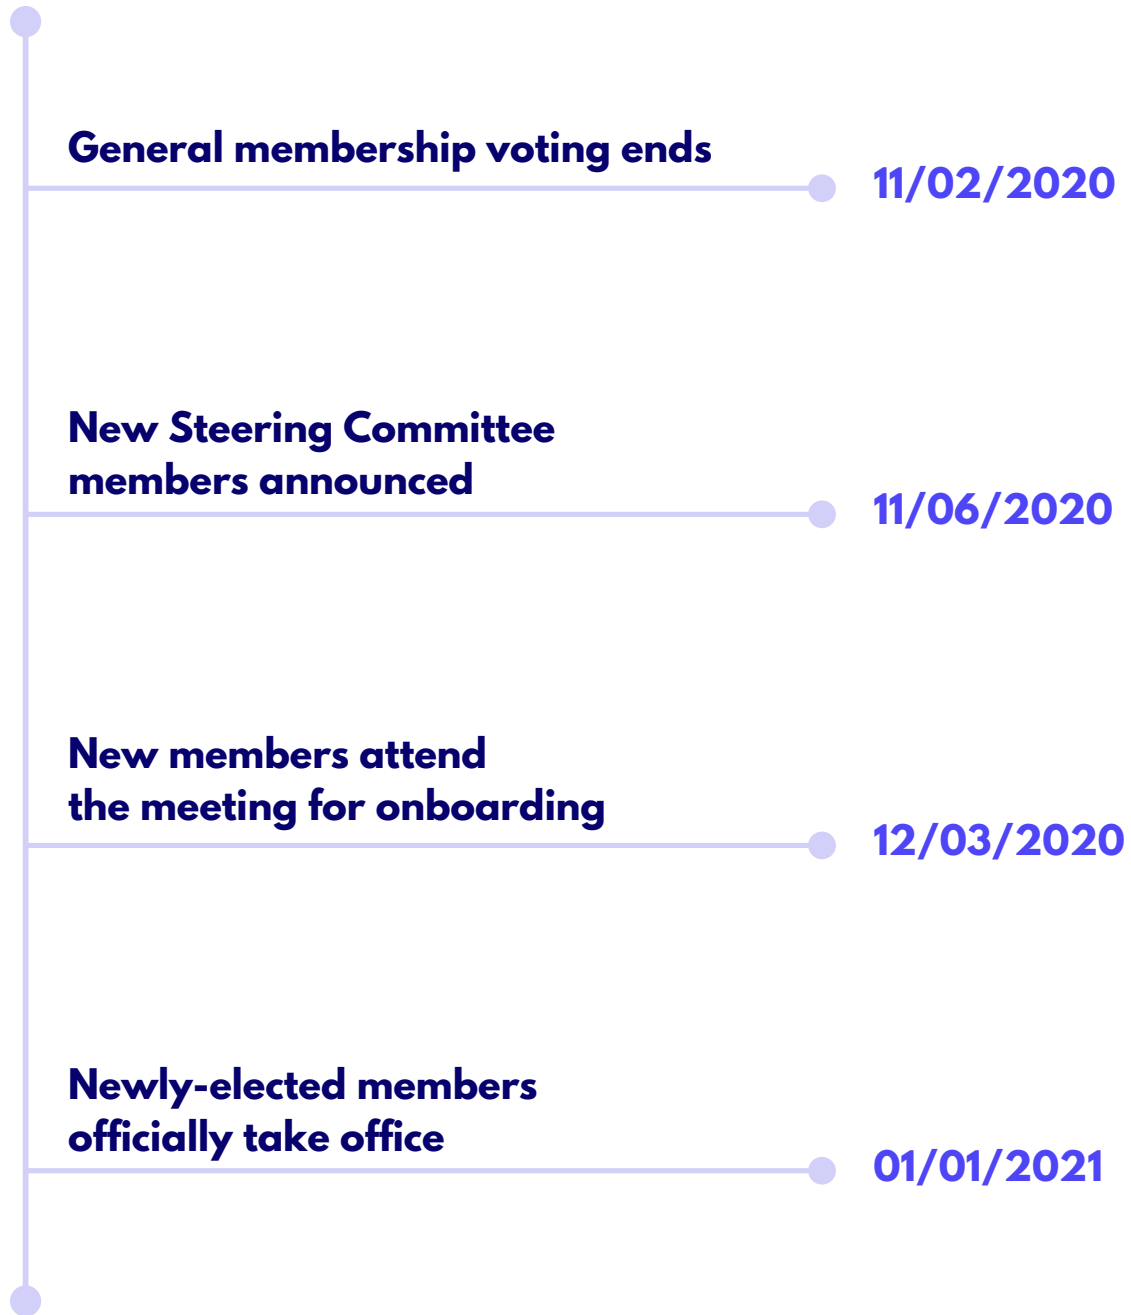 General membership voting ends
11/02/2020
New Steering Committee
members announced
11/06/2020
New members attend
the meeting for onboarding
12/03/2020
Newly-elected members
officially take office
01/01/2021